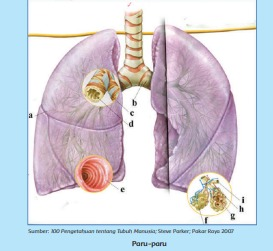 a
b
c
d
e
f
g
h
i
Sumber: 100 Pengetahuan tentang Tubuh Manusia; Steve Parker; Pakar Raya 2007
Paru-paru